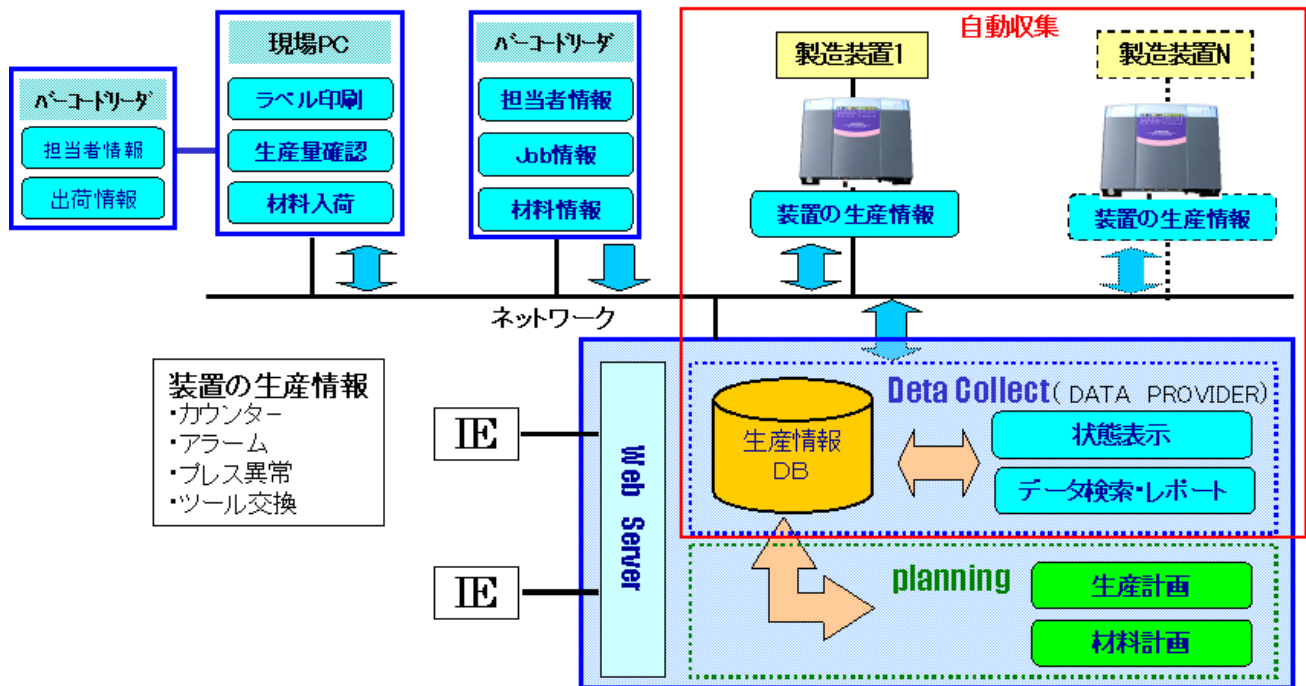 自動収集
現場PC
バーコードリーダ
製造装置1
製造装置N
バーコードリーダ
ラベル印刷
担当者情報
担当者情報
生産量確認
Job情報
出荷情報
材料入荷
材料情報
装置の生産情報
装置の生産情報
ネットワーク
装置の生産情報
・カウンター
・アラーム
・プレス異常
・ツール交換
IE
IE
Web Server
Deta Collect( DATA PROVIDER)
生産情報
DB
状態表示
データ検索・レポート
planning
生産計画
材料計画